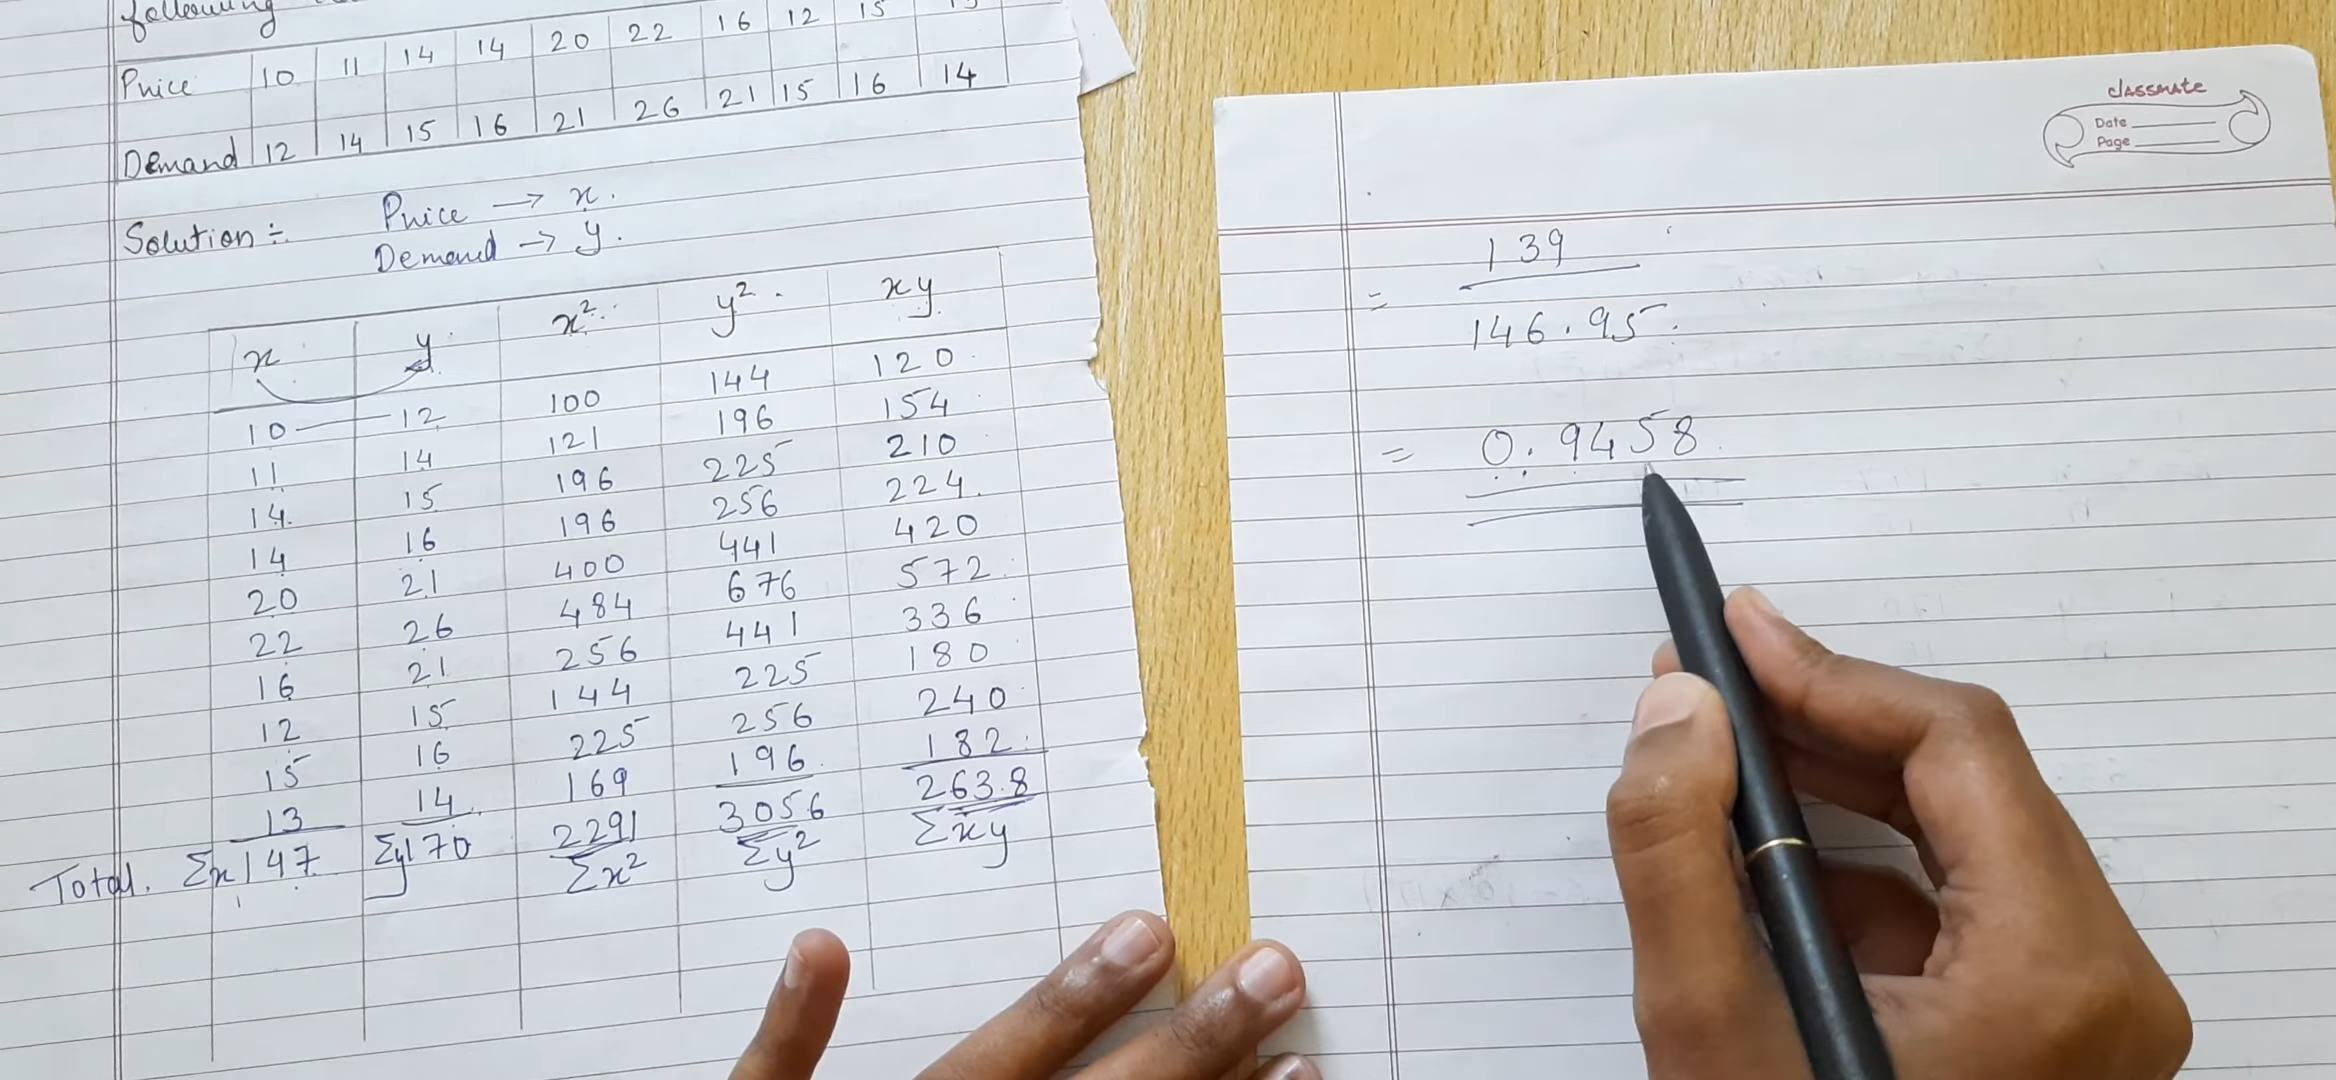 following
Price 10 11 14 14 20 22 16 12 15
Demand 12 14 15 16 21 26 21 15 16 14
Solution ÷ Price → x.
Demand → y.
x y x² y² xy
10 12 100 144 120
11 14 121 196 154
14 15 196 225 210
14 16 196 256 224
20 21 400 441 420
22 26 484 676 572
16 21 256 441 336
12 15 144 225 180
15 16 225 256 240
13 14 169 196 182
Total. Σx 147 Σy 170 2291 3056 2638
Σx² Σy² Σxy
classmate
Date
Page
= 139
146.95
= 0.9458